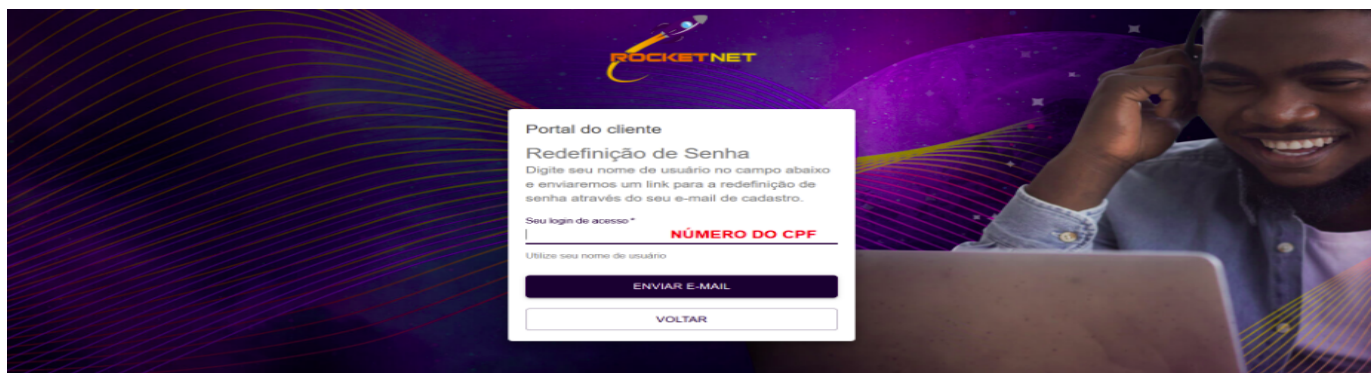 ROCKETNET
Portal do cliente
Redefinição de Senha
Digite seu nome de usuário no campo abaixo
e enviaremos um link para a redefinição de
senha através do seu e-mail de cadastro.
Seu login de acesso *
NÚMERO DO CPF
Utilize seu nome de usuário
ENVIAR E-MAIL
VOLTAR